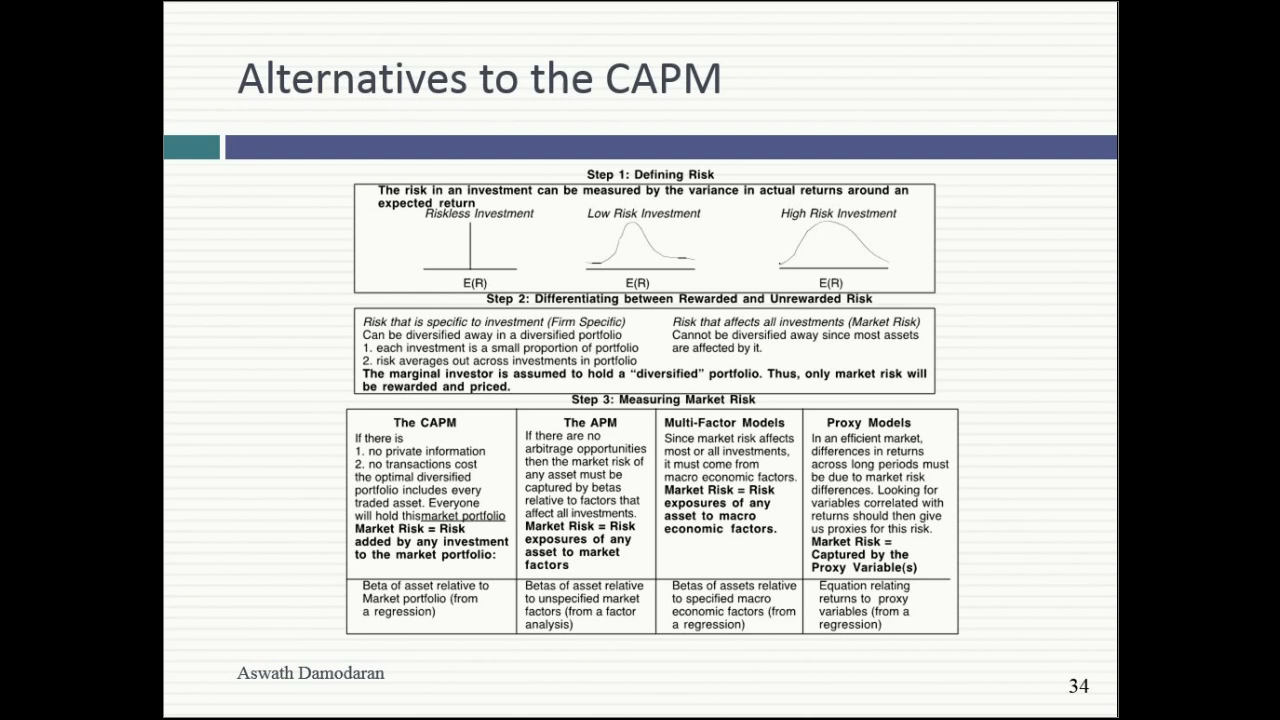 Alternatives to the CAPM
Step 1: Defining Risk
The risk in an investment can be measured by the variance in actual returns around an
expected return
Riskless Investment
Low Risk Investment
High Risk Investment
E(R)
E(R)
E(R)
Step 2: Differentiating between Rewarded and Unrewarded Risk
Risk that is specific to investment (Firm Specific)
Can be diversified away in a diversified portfolio
1. each investment is a small proportion of portfolio
2. risk averages out across investments in portfolio
Risk that affects all investments (Market Risk)
Cannot be diversified away since most assets
are affected by it.
The marginal investor is assumed to hold a “diversified” portfolio. Thus, only market risk will
be rewarded and priced.
Step 3: Measuring Market Risk
The CAPM
If there is
1. no private information
2. no transactions cost
the optimal diversified
portfolio includes every
traded asset. Everyone
will hold thismarket portfolio
Market Risk = Risk
added by any investment
to the market portfolio:
The APM
If there are no
arbitrage opportunities
then the market risk of
any asset must be
captured by betas
relative to factors that
affect all investments.
Market Risk = Risk
exposures of any
asset to market
factors
Multi-Factor Models
Since market risk affects
most or all investments,
it must come from
macro economic factors.
Market Risk = Risk
exposures of any
asset to macro
economic factors.
Proxy Models
In an efficient market,
differences in returns
across long periods must
be due to market risk
differences. Looking for
variables correlated with
returns should then give
us proxies for this risk.
Market Risk =
Captured by the
Proxy Variable(s)
Beta of asset relative to
Market portfolio (from
a regression)
Betas of asset relative
to unspecified market
factors (from a factor
analysis)
Betas of assets relative
to specified macro
economic factors (from
a regression)
Equation relating
returns to proxy
variables (from a
regression)
Aswath Damodaran
34